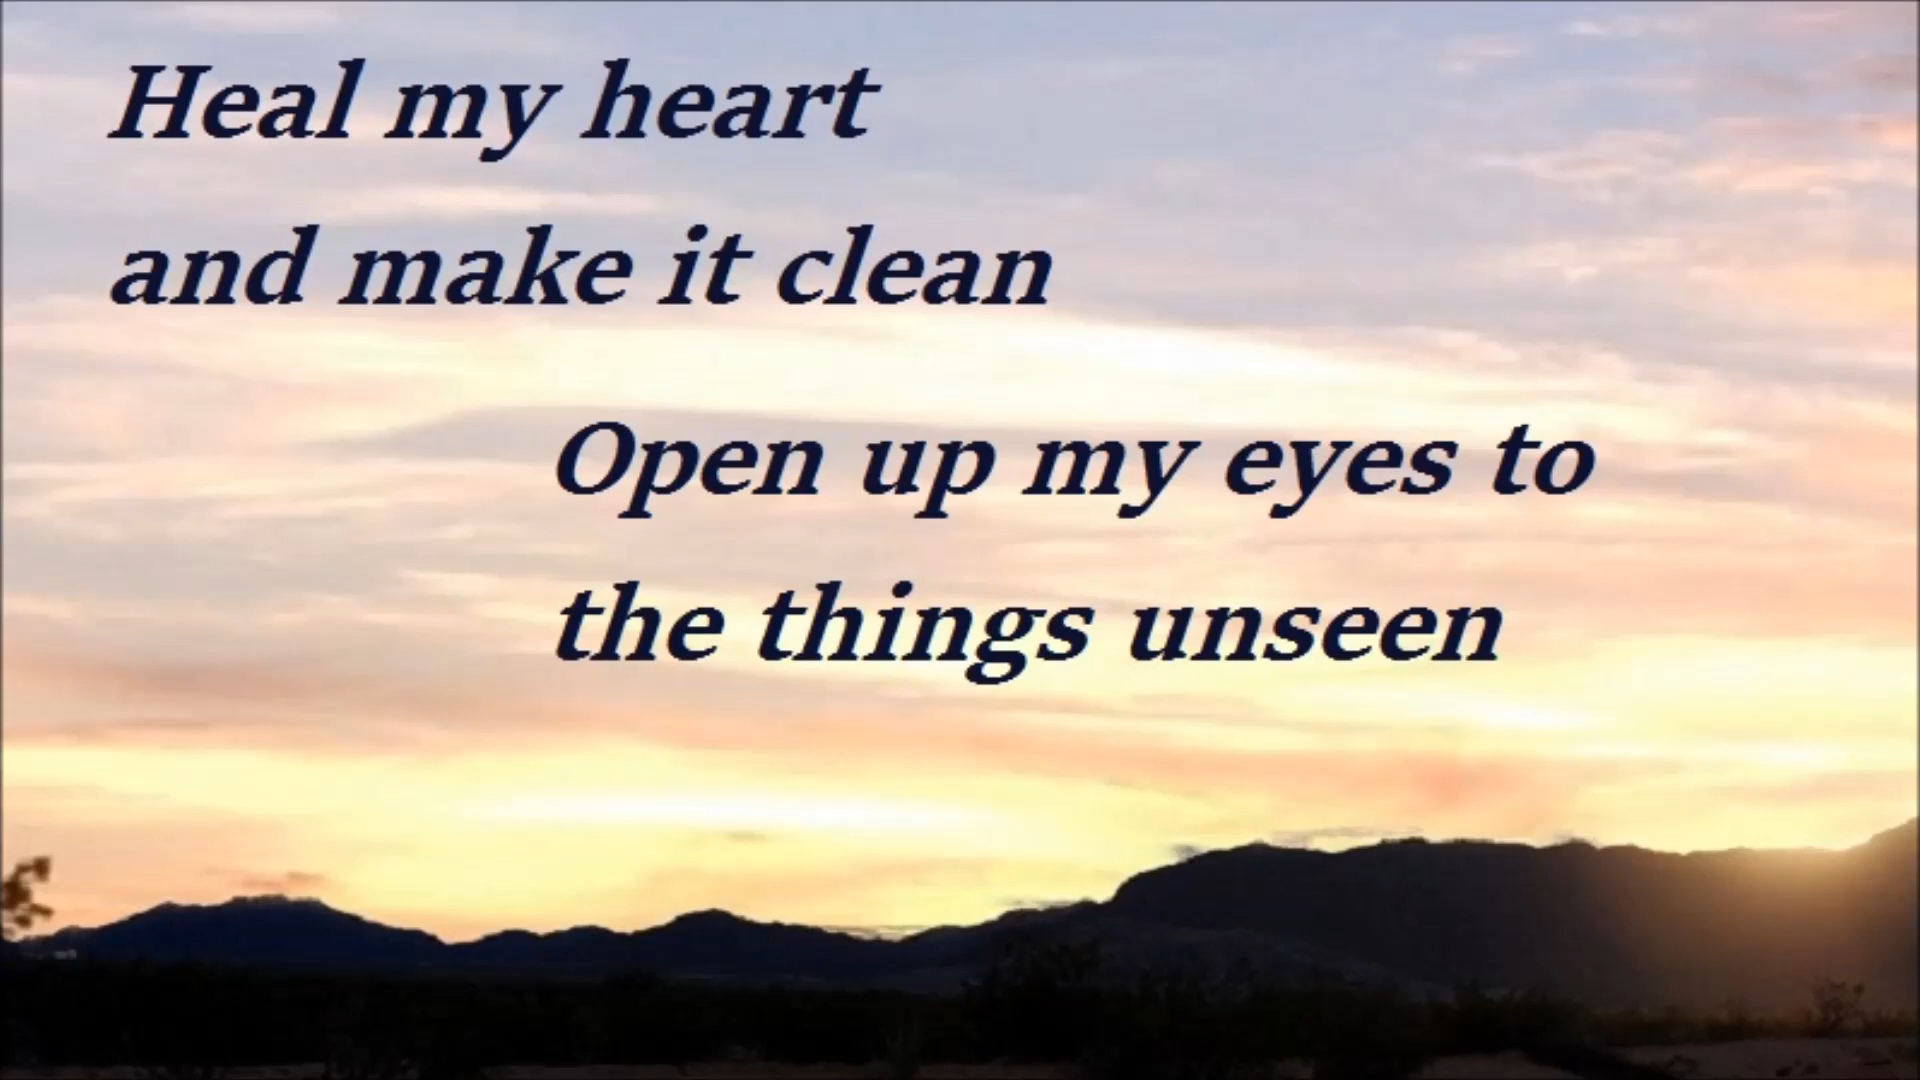 Heal my heart
and make it clean
Open up my eyes to
the things unseen